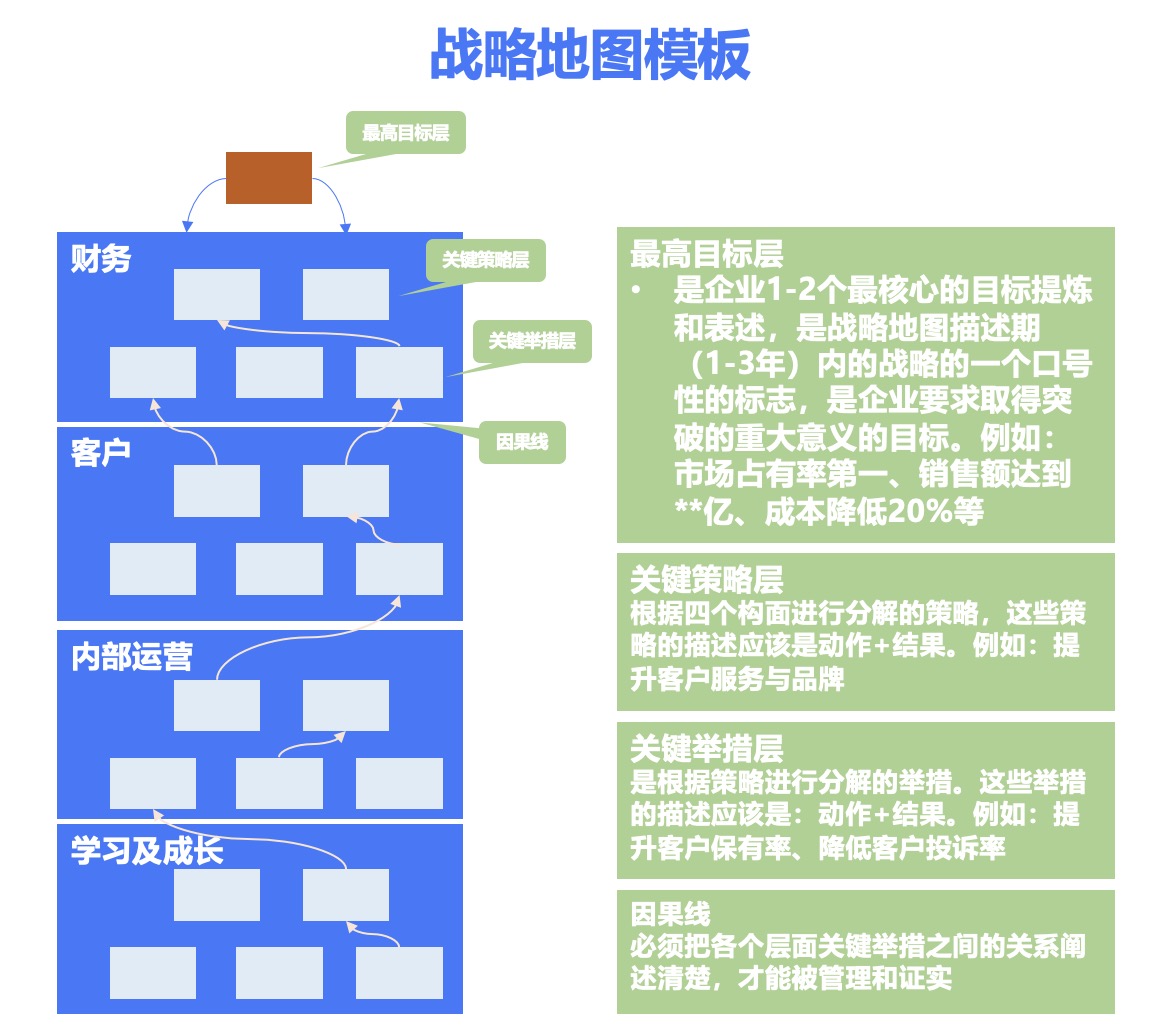 战略地图模板
最高目标层
财务
关键策略层
关键举措层
客户
因果线
内部运营
学习及成长
最高目标层
• 是企业1-2个最核心的目标提炼
和表述，是战略地图描述期
（1-3年）内的战略的一个口号
性的标志，是企业要求取得突
破的重大意义的目标。例如：
市场占有率第一、销售额达到
**亿、成本降低20%等
关键策略层
根据四个构面进行分解的策略，这些策
略的描述应该是动作+结果。例如：提
升客户服务与品牌
关键举措层
是根据策略进行分解的举措。这些举措
的描述应该是：动作+结果。例如：提
升客户保有率、降低客户投诉率
因果线
必须把各个层面关键举措之间的关系阐
述清楚，才能被管理和证实